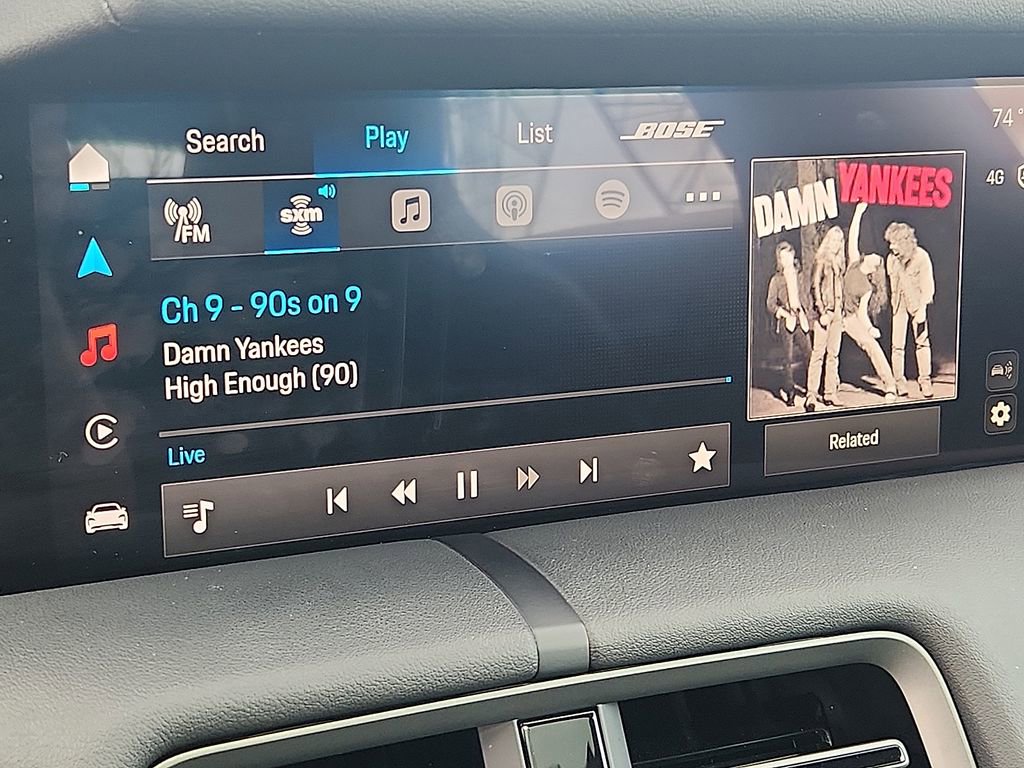 Search
Play
List
BOSE
74°
FM
sxm
4G
DAMN YANKEES
Ch 9 - 90s on 9
Damn Yankees
High Enough (90)
Live
Related